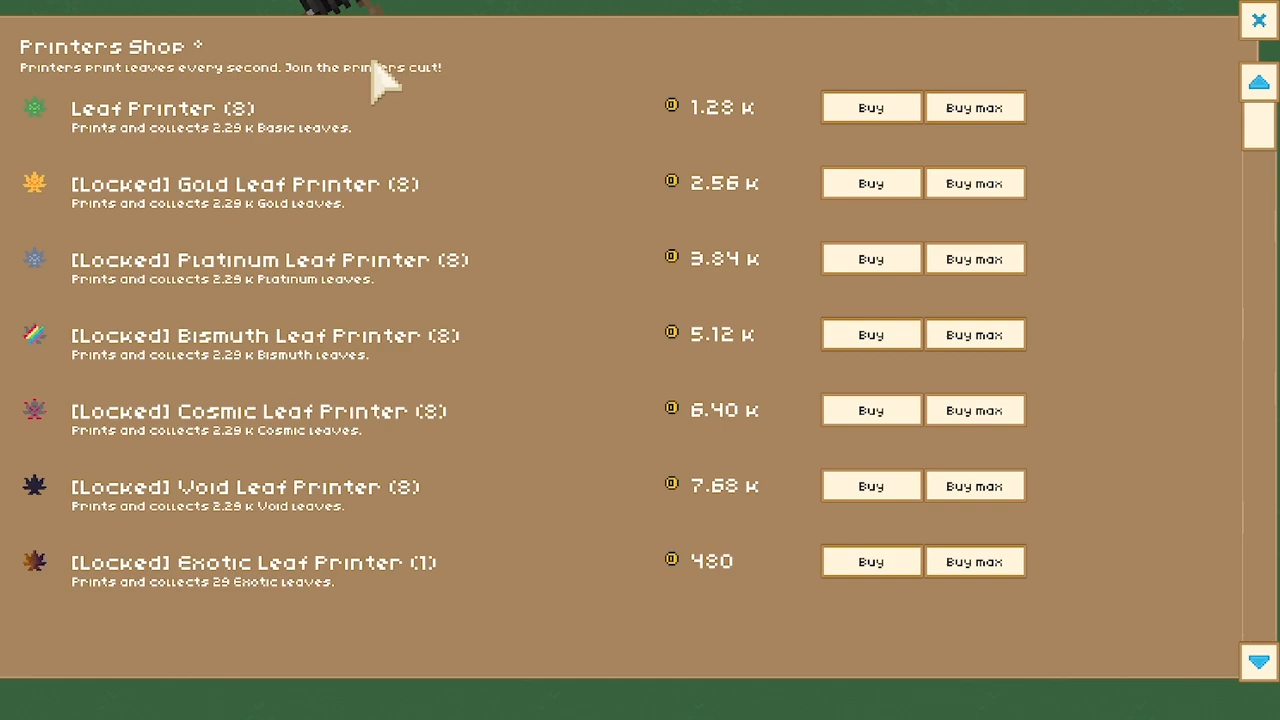 Printers Shop
Printers print leaves every second. Join the printers cult!
Leaf Printer (8)
Prints and collects 2.29 k Basic leaves.
1.28 k
Buy
Buy max
[Locked] Gold Leaf Printer (8)
Prints and collects 2.29 k Gold leaves.
2.56 k
Buy
Buy max
[Locked] Platinum Leaf Printer (8)
Prints and collects 2.29 k Platinum leaves.
3.84 k
Buy
Buy max
[Locked] Bismuth Leaf Printer (8)
Prints and collects 2.29 k Bismuth leaves.
5.12 k
Buy
Buy max
[Locked] Cosmic Leaf Printer (8)
Prints and collects 2.29 k Cosmic leaves.
6.40 k
Buy
Buy max
[Locked] Void Leaf Printer (8)
Prints and collects 2.29 k Void leaves.
7.68 k
Buy
Buy max
[Locked] Exotic Leaf Printer (1)
Prints and collects 29 Exotic leaves.
480
Buy
Buy max